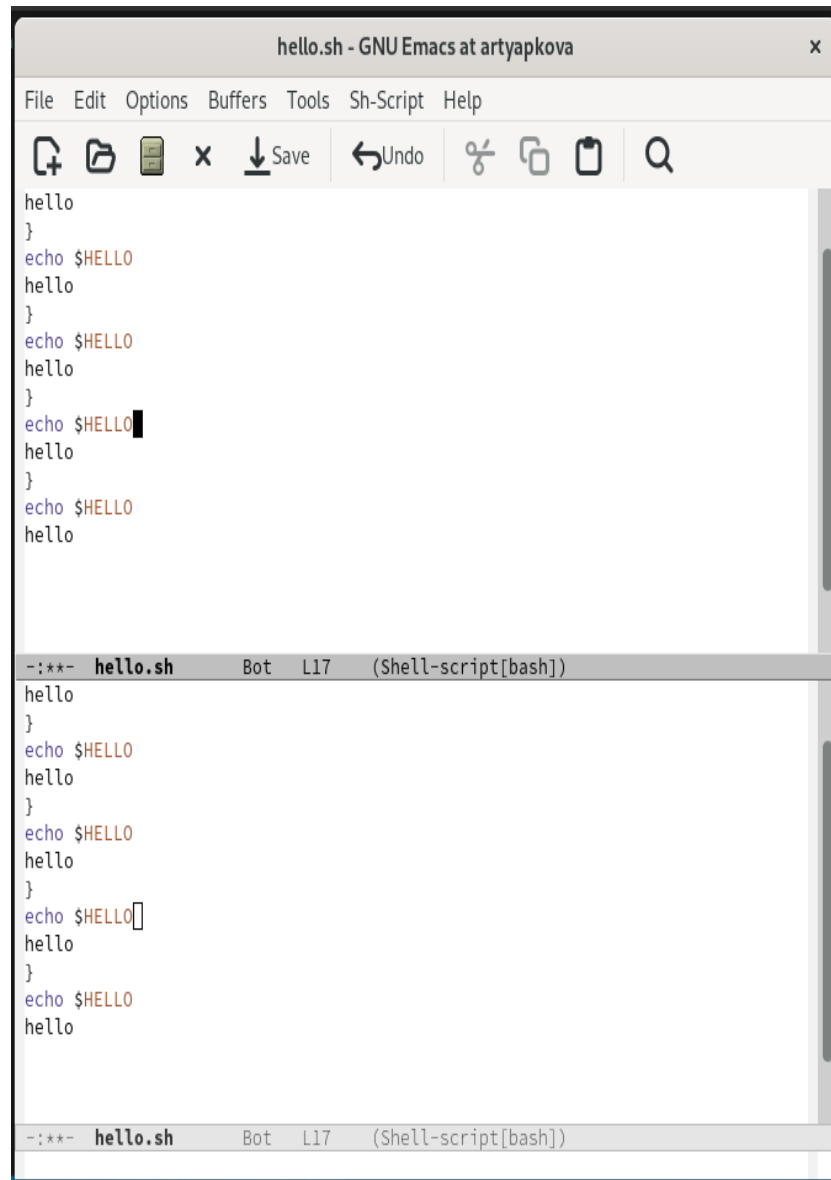 hello.sh - GNU Emacs at artyapkova
File Edit Options Buffers Tools Sh-Script Help
Save Undo
hello
}
echo $HELLO
hello
}
echo $HELLO
hello
}
echo $HELLO
hello
}
echo $HELLO
hello
-:**- hello.sh Bot L17 (Shell-script[bash])
hello
}
echo $HELLO
hello
}
echo $HELLO
hello
}
echo $HELLO
hello
}
echo $HELLO
hello
-:**- hello.sh Bot L17 (Shell-script[bash])